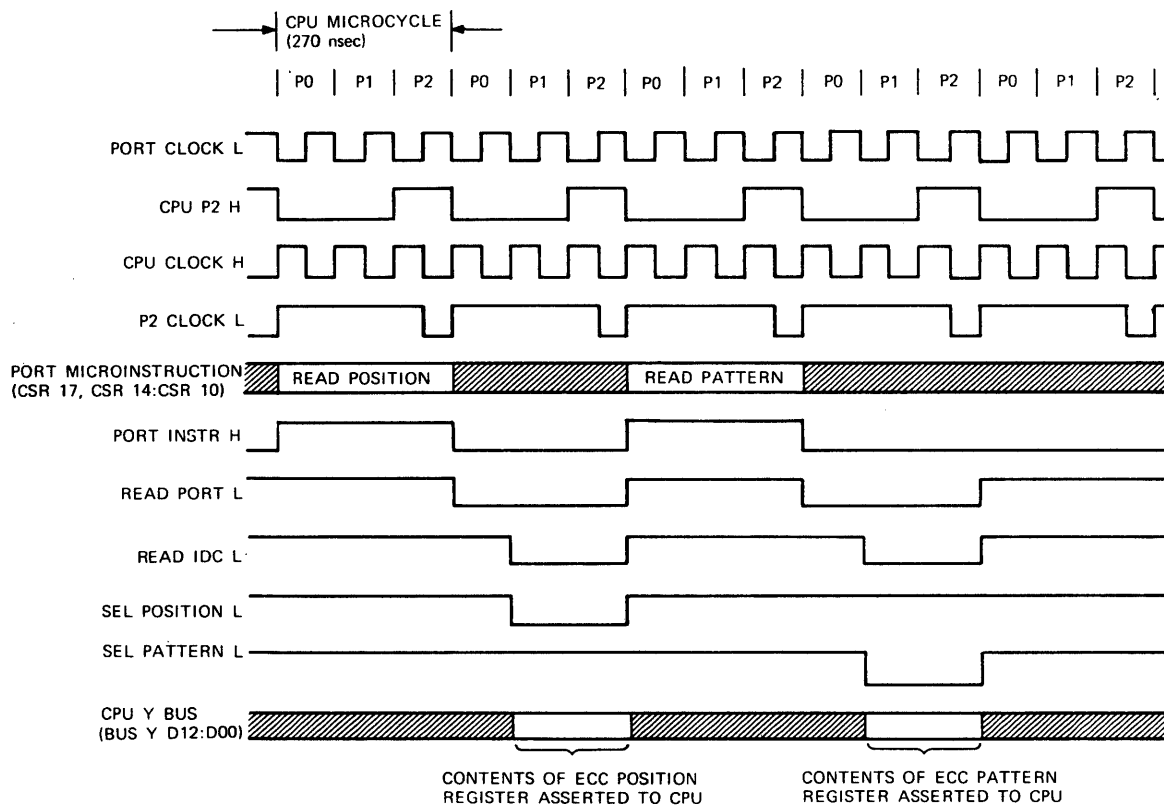 CPU MICROCYCLE
(270 nsec)
P0 P1 P2 P0 P1 P2 P0 P1 P2 P0 P1 P2 P0 P1 P2
PORT CLOCK L
CPU P2 H
CPU CLOCK H
P2 CLOCK L
PORT MICROINSTRUCTION
(CSR 17, CSR 14:CSR 10)
READ POSITION
READ PATTERN
PORT INSTR H
READ PORT L
READ IDC L
SEL POSITION L
SEL PATTERN L
CPU Y BUS
(BUS Y D12:D00)
CONTENTS OF ECC POSITION
REGISTER ASSERTED TO CPU
CONTENTS OF ECC PATTERN
REGISTER ASSERTED TO CPU